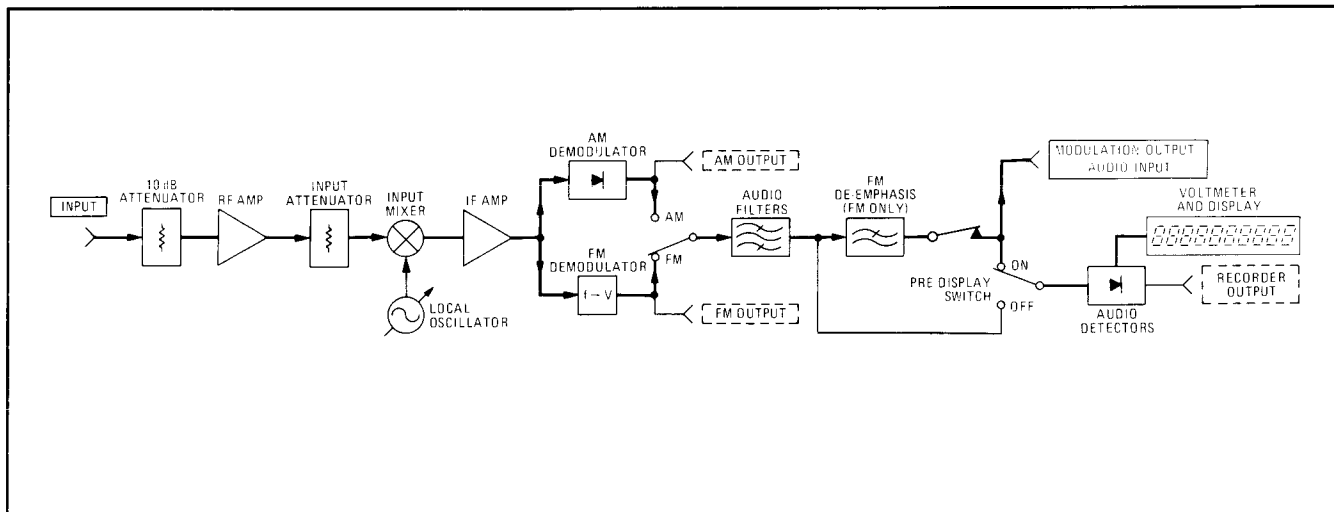 INPUT
10 dB
ATTENUATOR
RF AMP
INPUT
ATTENUATOR
INPUT
MIXER
LOCAL
OSCILLATOR
IF AMP
AM
DEMODULATOR
AM OUTPUT
AM
FM
FM
DEMODULATOR
f → V
FM OUTPUT
AUDIO
FILTERS
FM
DE-EMPHASIS
(FM ONLY)
MODULATION OUTPUT
AUDIO INPUT
VOLTMETER
AND DISPLAY
ON
PRE DISPLAY
SWITCH
OFF
AUDIO
DETECTORS
RECORDER
OUTPUT